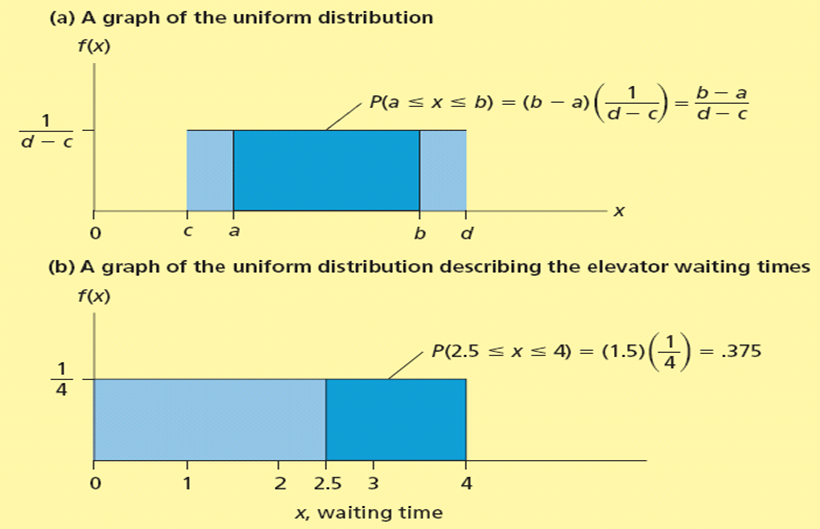 (a) A graph of the uniform distribution
f(x)
P(a ≤ x ≤ b) = (b − a)(1/(d − c)) = (b − a)/(d − c)
1/(d − c)
x
0 c a b d
(b) A graph of the uniform distribution describing the elevator waiting times
f(x)
P(2.5 ≤ x ≤ 4) = (1.5)(1/4) = .375
1/4
0 1 2 2.5 3 4
x, waiting time